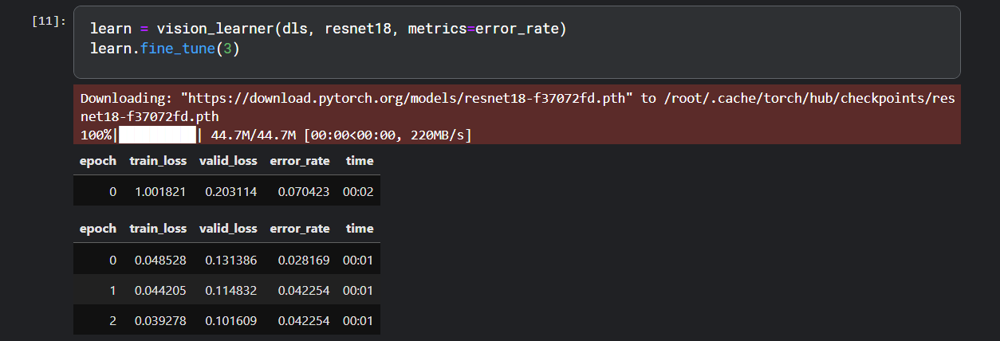 [11]:
learn = vision_learner(dls, resnet18, metrics=error_rate)
learn.fine_tune(3)
Downloading: "https://download.pytorch.org/models/resnet18-f37072fd.pth" to /root/.cache/torch/hub/checkpoints/res
net18-f37072fd.pth
100%|██████████| 44.7M/44.7M [00:00<00:00, 220MB/s]
epoch train_loss valid_loss error_rate time
0 1.001821 0.203114 0.070423 00:02
epoch train_loss valid_loss error_rate time
0 0.048528 0.131386 0.028169 00:01
1 0.044205 0.114832 0.042254 00:01
2 0.039278 0.101609 0.042254 00:01